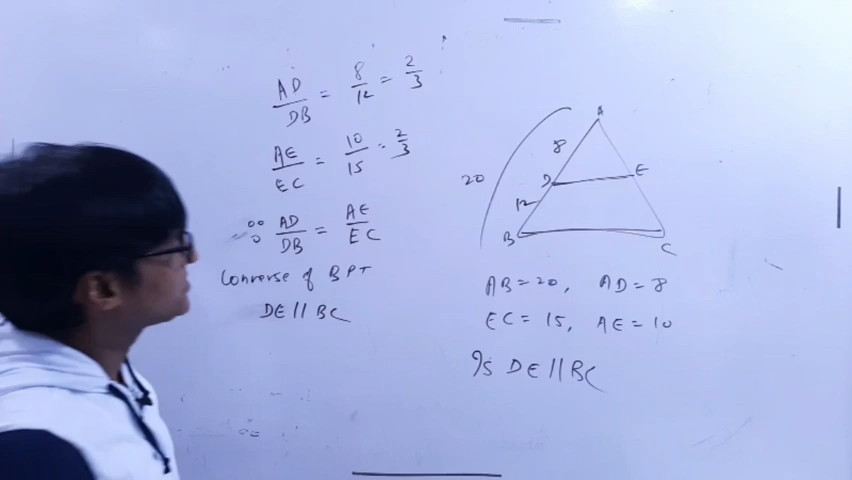 AD/DB = 8/12 = 2/3
AE/EC = 10/15 = 2/3
∴ AD/DB = AE/EC
Converse of BPT
DE//BC
A
8
20
D
E
12
B
C
AB=20, AD=8
EC=15, AE=10
Is DE//BC